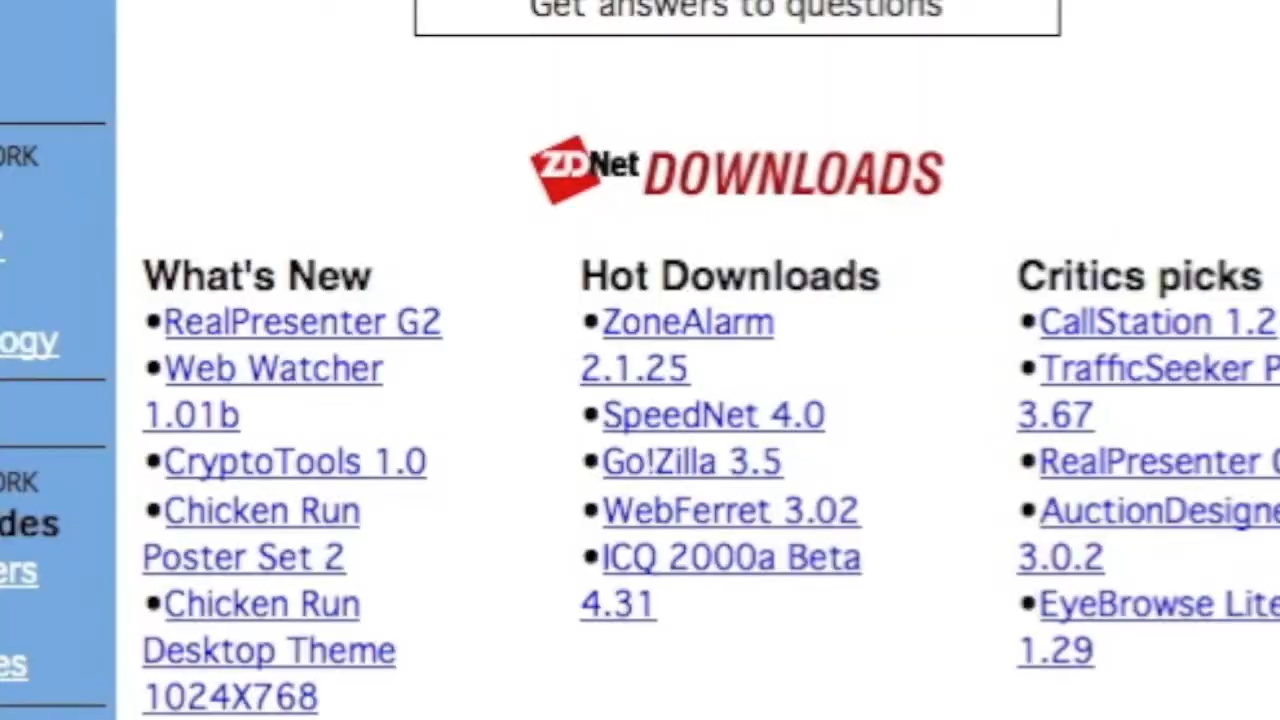 Get answers to questions
ORK
ogy
ORK
des
ers
es
ZDNet DOWNLOADS
What's New
•RealPresenter G2
•Web Watcher
1.01b
•CryptoTools 1.0
•Chicken Run
Poster Set 2
•Chicken Run
Desktop Theme
1024X768
Hot Downloads
•ZoneAlarm
2.1.25
•SpeedNet 4.0
•Go!Zilla 3.5
•WebFerret 3.02
•ICQ 2000a Beta
4.31
Critics picks
•CallStation 1.2
•TrafficSeeker P
3.67
•RealPresenter
•AuctionDesigne
3.0.2
•EyeBrowse Lite
1.29